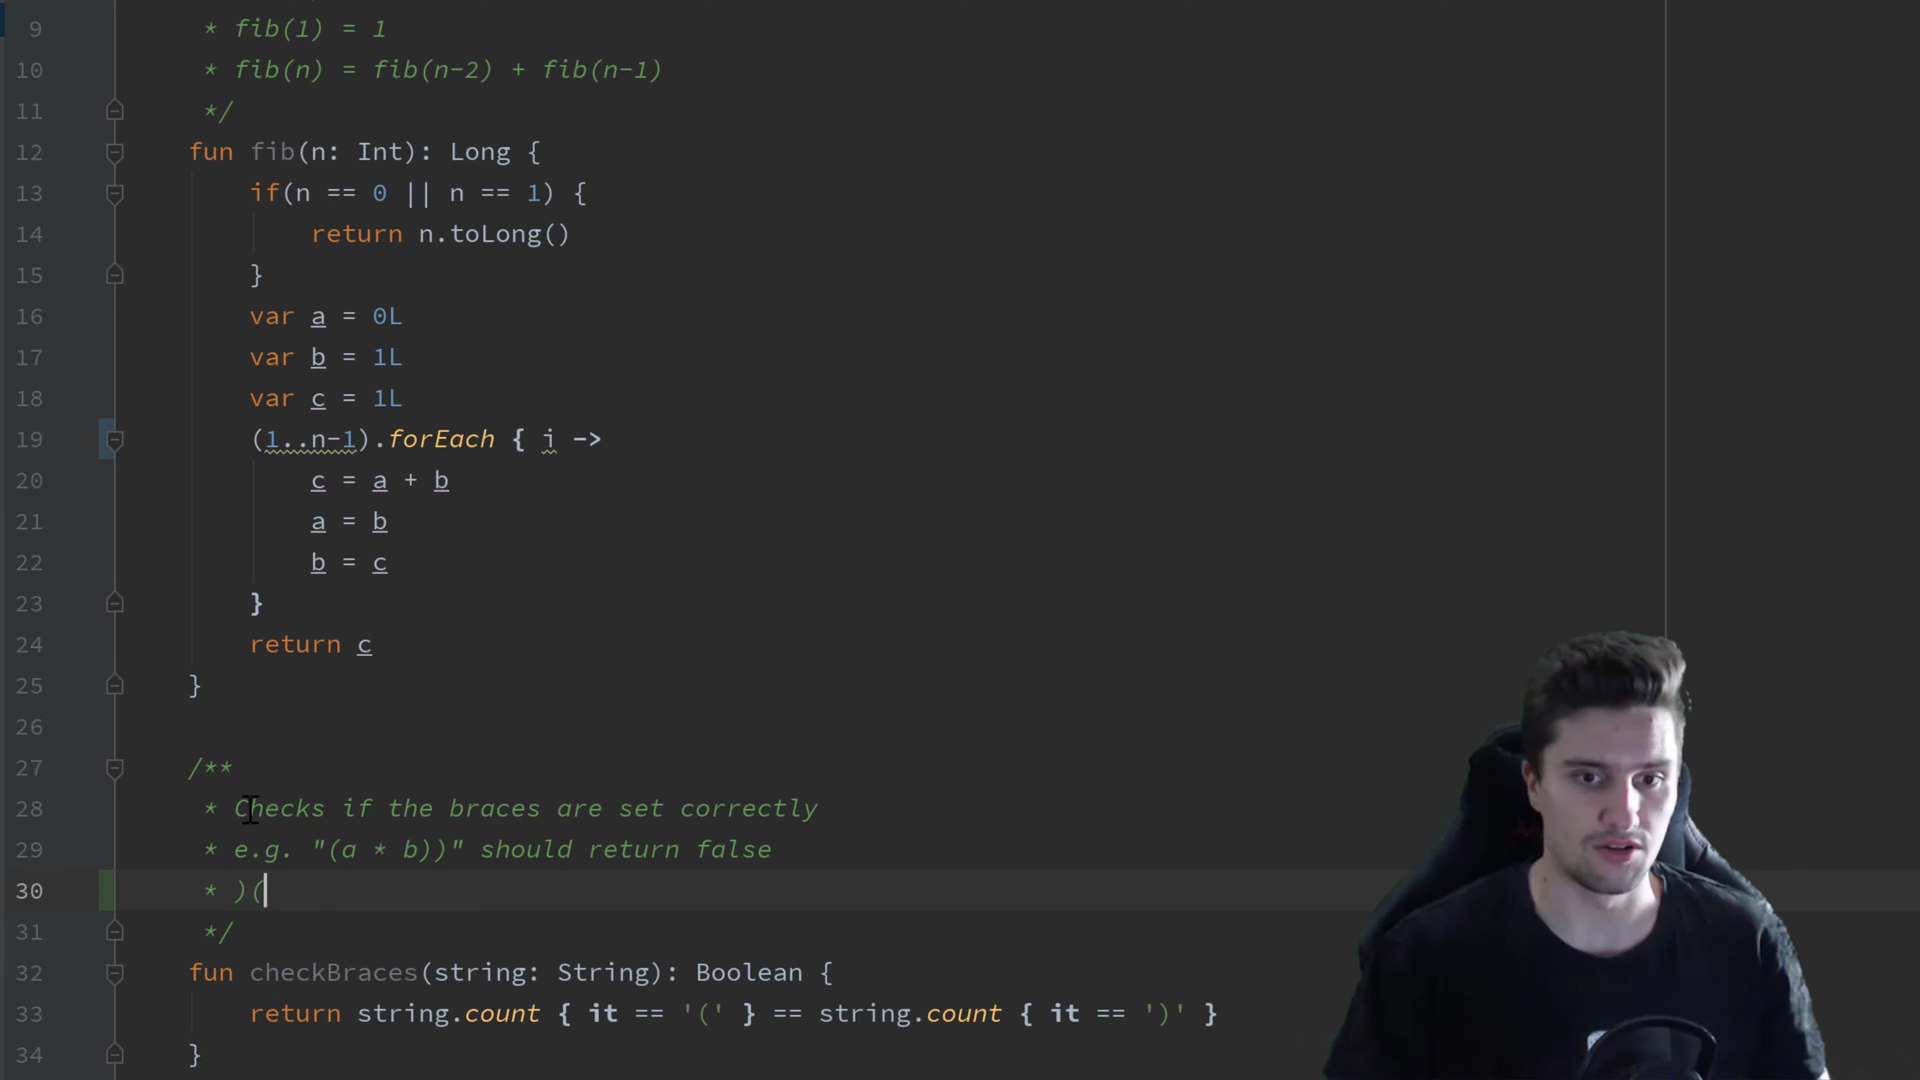 9 * fib(1) = 1
10 * fib(n) = fib(n-2) + fib(n-1)
11 */
12 fun fib(n: Int): Long {
13 if(n == 0 || n == 1) {
14 return n.toLong()
15 }
16 var a = 0L
17 var b = 1L
18 var c = 1L
19 (1..n-1).forEach { i ->
20 c = a + b
21 a = b
22 b = c
23 }
24 return c
25 }
26
27 /**
28 * Checks if the braces are set correctly
29 * e.g. "(a * b))" should return false
30 * )(
31 */
32 fun checkBraces(string: String): Boolean {
33 return string.count { it == '(' } == string.count { it == ')' }
34 }